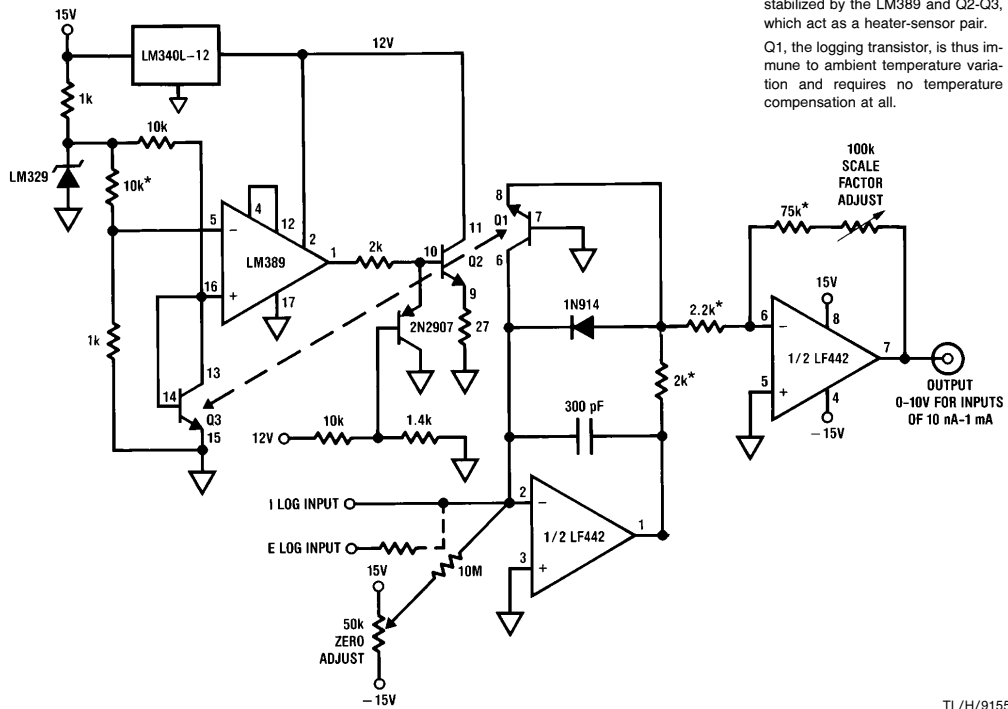 stabilized by the LM389 and Q2-Q3,
which act as a heater-sensor pair.
Q1, the logging transistor, is thus im-
mune to ambient temperature varia-
tion and requires no temperature
compensation at all.
15V
LM340L-12
12V
1k
10k
LM329
10k*
5
4
12
2
LM389
1
16
17
1k
13
14
Q3
15
2k
10
11
Q2
9
27
2N2907
12V
10k
1.4k
8
Q1
7
6
1N914
2k*
300 pF
2.2k*
75k*
100k
SCALE
FACTOR
ADJUST
15V
8
6
1/2 LF442
7
5
4
-15V
OUTPUT
0-10V FOR INPUTS
OF 10 nA-1 mA
I LOG INPUT
E LOG INPUT
2
1/2 LF442
1
3
10M
15V
50k
ZERO
ADJUST
-15V
- +
- +
- +
TL/H/9155